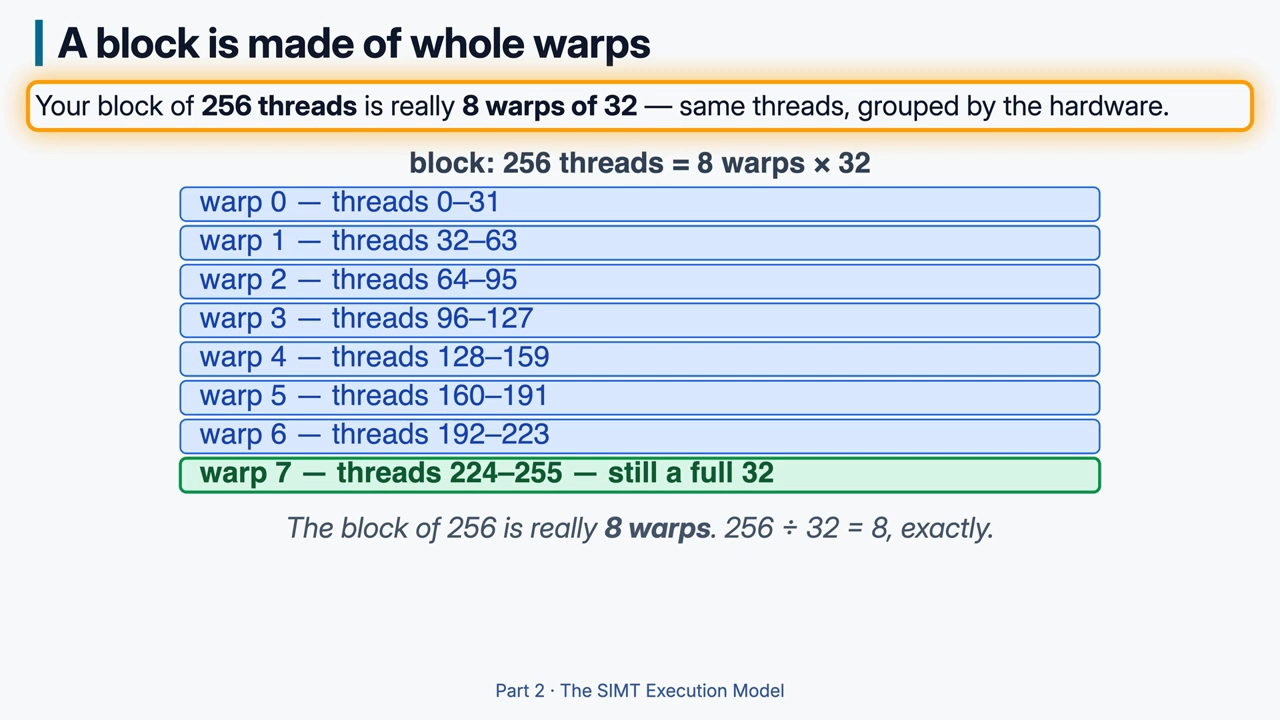 A block is made of whole warps
Your block of 256 threads is really 8 warps of 32 — same threads, grouped by the hardware.
block: 256 threads = 8 warps × 32
warp 0 — threads 0–31
warp 1 — threads 32–63
warp 2 — threads 64–95
warp 3 — threads 96–127
warp 4 — threads 128–159
warp 5 — threads 160–191
warp 6 — threads 192–223
warp 7 — threads 224–255 — still a full 32
The block of 256 is really 8 warps. 256 ÷ 32 = 8, exactly.
Part 2 · The SIMT Execution Model